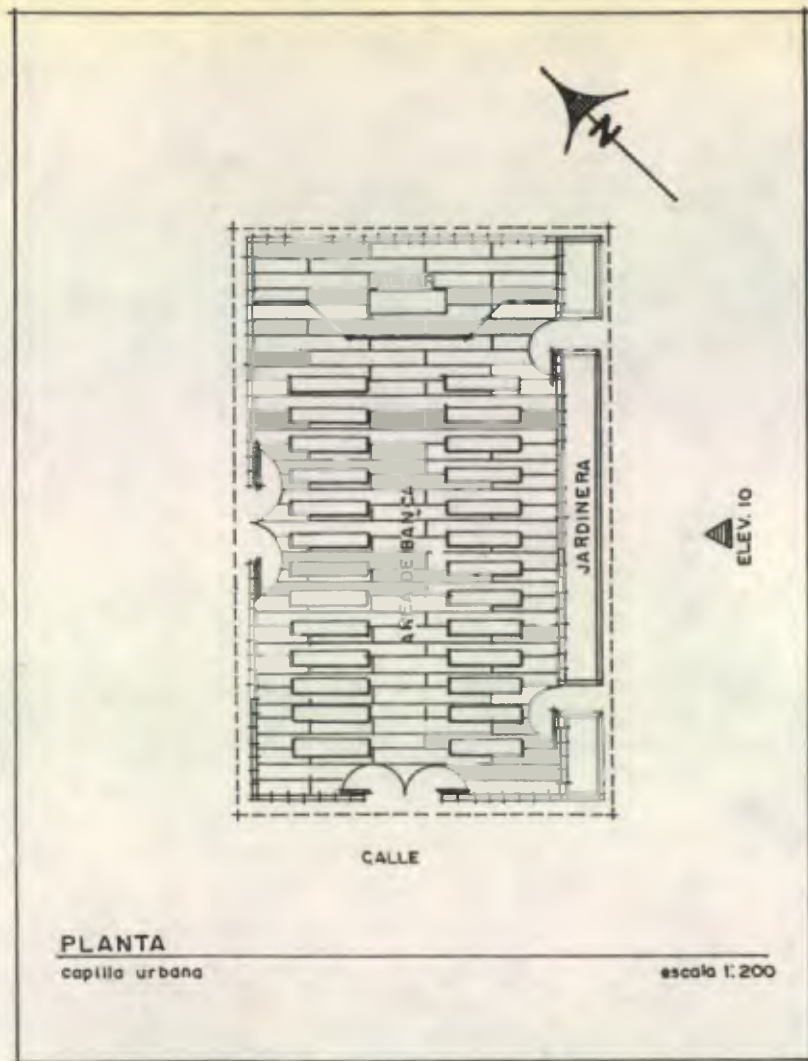 N
ALTAR
AREA DE BANCA
JARDINERA
ELEV. 10
CALLE
PLANTA
capilla urbana
escala 1:200